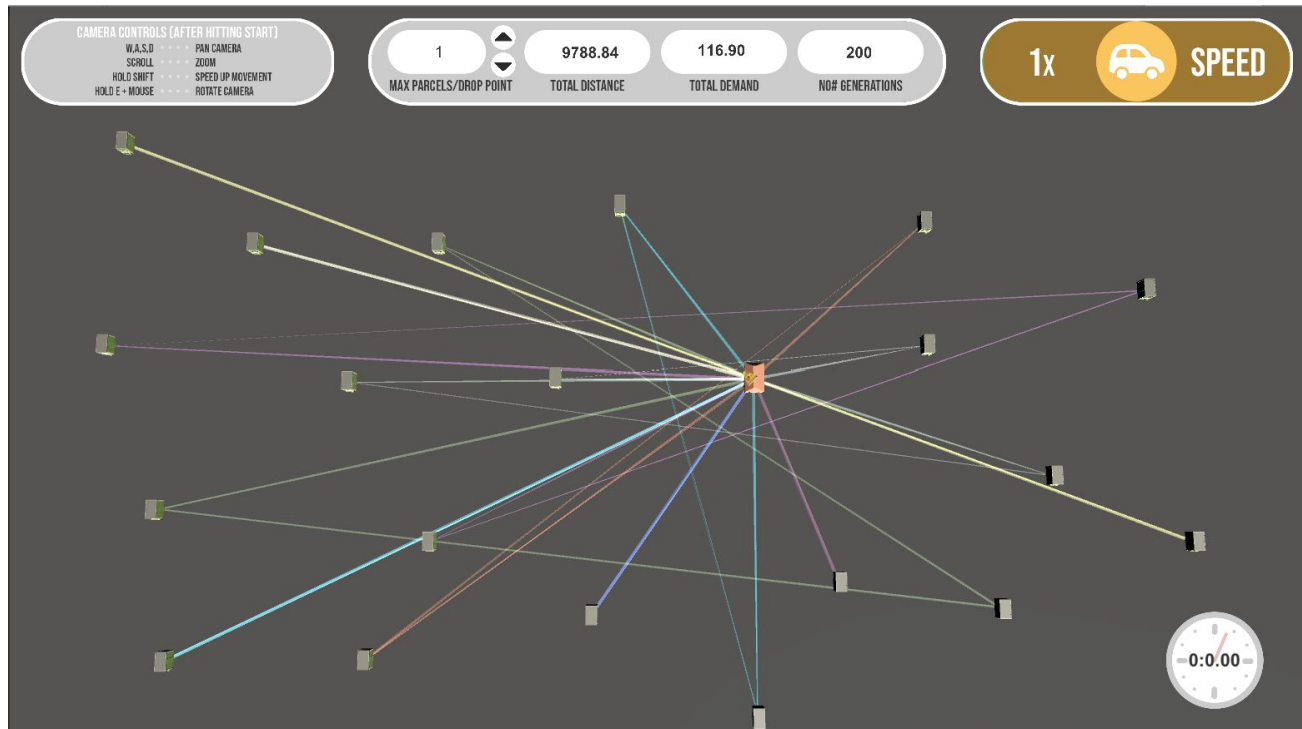 CAMERA CONTROLS (AFTER HITTING START)
W,A,S,D • • • • PAN CAMERA
SCROLL • • • • ZOOM
HOLD SHIFT • • • • SPEED UP MOVEMENT
HOLD E + MOUSE • • • • ROTATE CAMERA
1
MAX PARCELS/DROP POINT
9788.84
TOTAL DISTANCE
116.90
TOTAL DEMAND
200
NO# GENERATIONS
1X SPEED
0:0.00